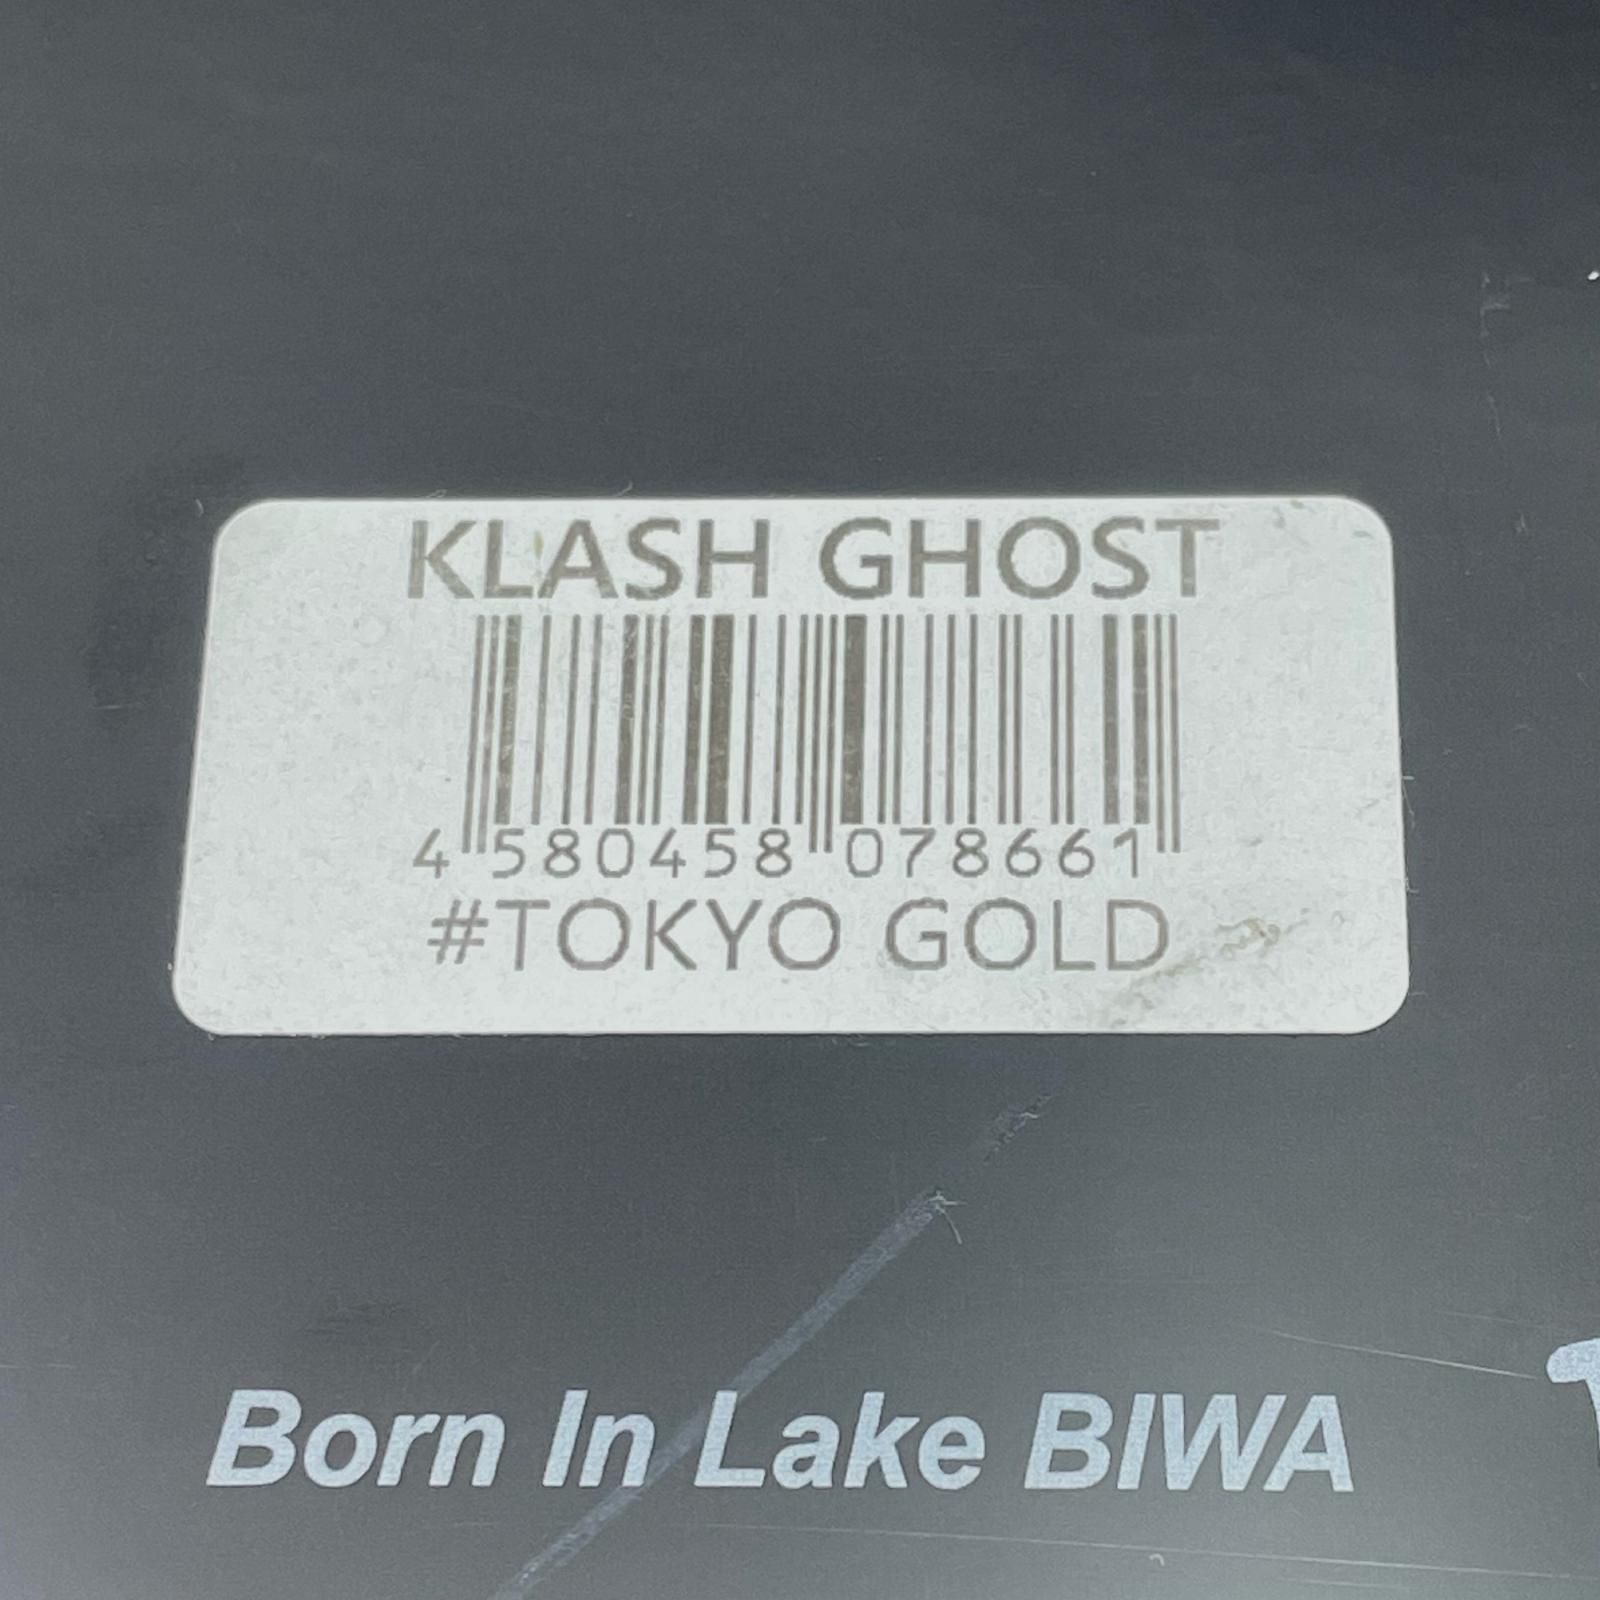 KLASH GHOST
4 580458 078661
#TOKYO GOLD
Born In Lake BIWA